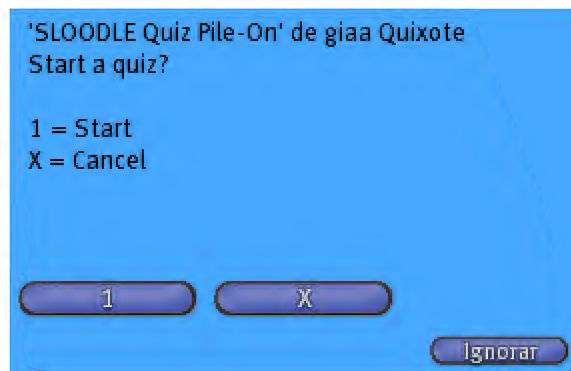 'SLOODLE Quiz Pile-On' de giaa Quixote
Start a quiz?
1 = Start
X = Cancel
1 X
Ignorar